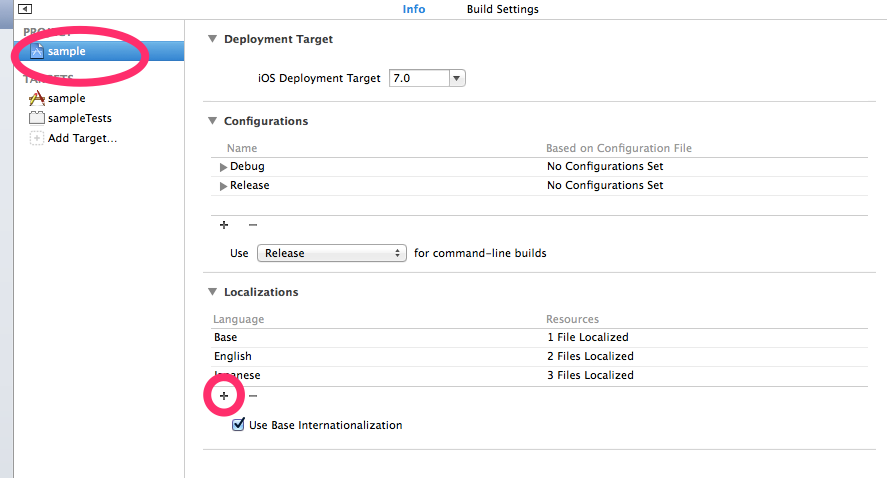 Info Build Settings
PROJECT
sample
TARGETS
sample
sampleTests
Add Target...
Deployment Target
iOS Deployment Target 7.0
Configurations
Name Based on Configuration File
Debug No Configurations Set
Release No Configurations Set
Use Release for command-line builds
Localizations
Language Resources
Base 1 File Localized
English 2 Files Localized
Japanese 3 Files Localized
Use Base Internationalization